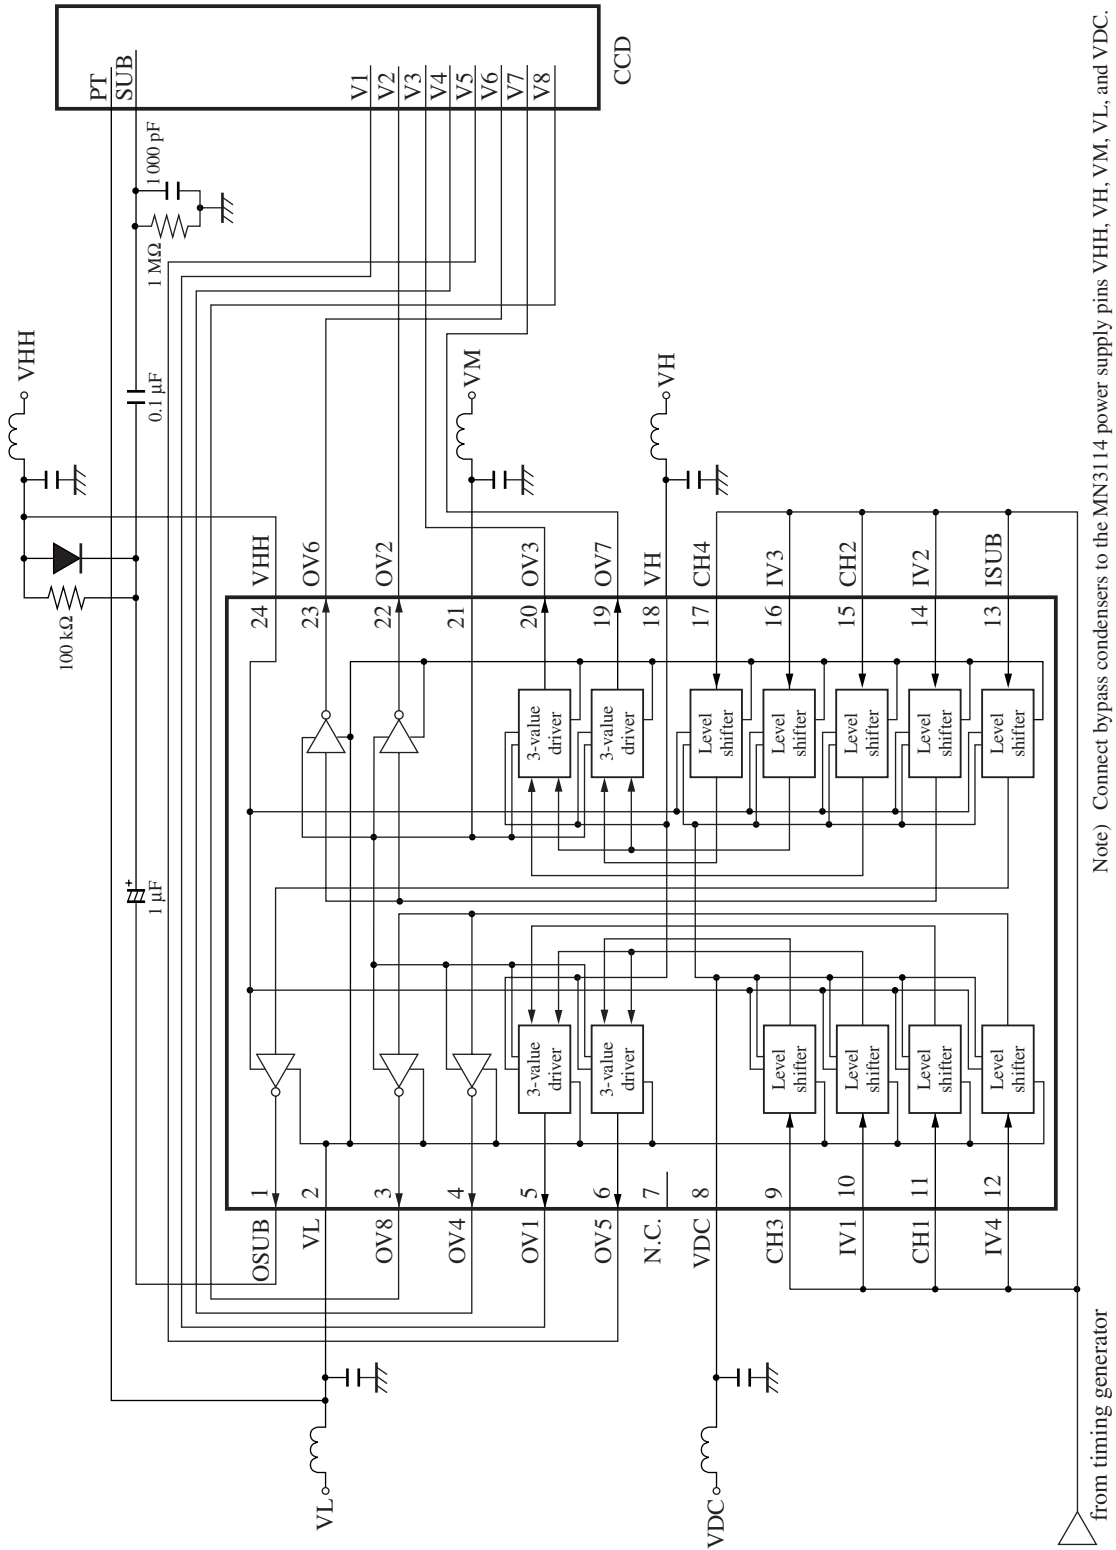 PT
SUB
V1
V2
V3
V4
V5
V6
V7
V8
CCD
1 000 pF
1 MΩ
VHH
0.1 µF
VM
VH
100 kΩ
1 µF
VHH
OV6
OV2
OV3
OV7
VH
CH4
IV3
CH2
IV2
ISUB
24
23
22
21
20
19
18
17
16
15
14
13
3-value driver
3-value driver
Level shifter
Level shifter
Level shifter
Level shifter
Level shifter
3-value driver
3-value driver
Level shifter
Level shifter
Level shifter
Level shifter
1
2
3
4
5
6
7
8
9
10
11
12
OSUB
VL
OV8
OV4
OV1
OV5
N.C.
VDC
CH3
IV1
CH1
IV4
VL
VDC
from timing generator
Note) Connect bypass condensers to the MN3114 power supply pins VHH, VH, VM, VL, and VDC.
+